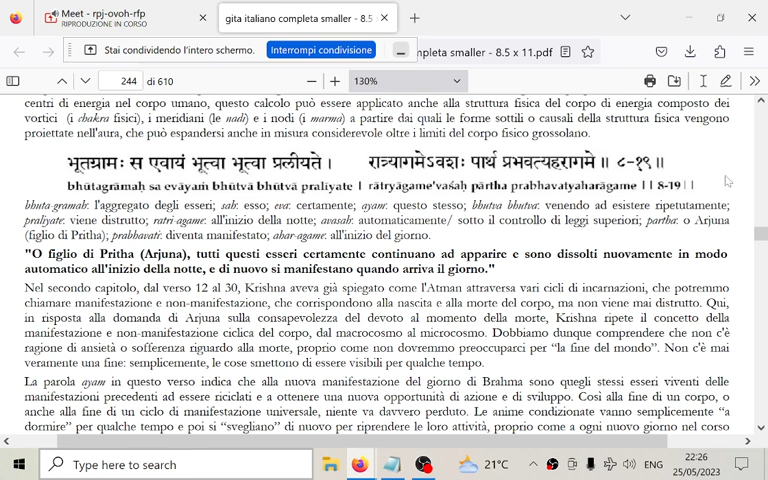 Meet - rpj-ovoh-rfp
RIPRODUZIONE IN CORSO
gita italiano completa smaller - 8.5
Stai condividendo l'intero schermo. Interrompi condivisione
npleta smaller - 8.5 x 11.pdf
244 di 610
130%
centri di energia nel corpo umano, questo calcolo può essere applicato anche alla struttura fisica del corpo di energia composto dei
vortici (i chakra fisici), i meridiani (le nadi) e i nodi (i marma) a partire dai quali le forme sottili o causali della struttura fisica vengono
proiettate nell'aura, che può espandersi anche in misura considerevole oltre i limiti del corpo fisico grossolano.
भूतग्रामः स एवायं भूत्वा भूत्वा प्रलीयते । रात्र्यागमेऽवशः पार्थ प्रभवत्यहरागमे ॥ ८-१९॥
bhūtagrāmaḥ sa evāyaṁ bhūtvā bhūtvā pralīyate | rātryāgame'vaśaḥ pārtha prabhavatyaharāgame || 8-19||
bhuta-gramah: l'aggregato degli esseri; sah: esso; eva: certamente; ayam: questo stesso; bhutva bhutva: venendo ad esistere ripetutamente;
praliyate: viene distrutto; ratri-agame: all'inizio della notte; avasah: automaticamente/ sotto il controllo di leggi superiori; partha: o Arjuna
(figlio di Pritha); prabhavati: diventa manifestato; ahar-agame: all'inizio del giorno.
"O figlio di Pritha (Arjuna), tutti questi esseri certamente continuano ad apparire e sono dissolti nuovamente in modo
automatico all'inizio della notte, e di nuovo si manifestano quando arriva il giorno."
Nel secondo capitolo, dal verso 12 al 30, Krishna aveva già spiegato come l'Atman attraversa vari cicli di incarnazioni, che potremmo
chiamare manifestazione e non-manifestazione, che corrispondono alla nascita e alla morte del corpo, ma non viene mai distrutto. Qui,
in risposta alla domanda di Arjuna sulla consapevolezza del devoto al momento della morte, Krishna ripete il concetto della
manifestazione e non-manifestazione ciclica del corpo, dal macrocosmo al microcosmo. Dobbiamo dunque comprendere che non c'è
ragione di ansietà o sofferenza riguardo alla morte, proprio come non dovremmo preoccuparci per “la fine del mondo”. Non c'è mai
veramente una fine: semplicemente, le cose smettono di essere visibili per qualche tempo.
La parola ayam in questo verso indica che alla nuova manifestazione del giorno di Brahma sono quegli stessi esseri viventi delle
manifestazioni precedenti ad essere riciclati e a ottenere una nuova opportunità di azione e di sviluppo. Così alla fine di un corpo, o
anche alla fine di un ciclo di manifestazione universale, niente va davvero perduto. Le anime condizionate vanno semplicemente “a
dormire” per qualche tempo e poi si “svegliano” di nuovo per riprendere le loro attività, proprio come a ogni nuovo giorno nel corso
Type here to search
21°C
ENG
22:26
25/05/2023